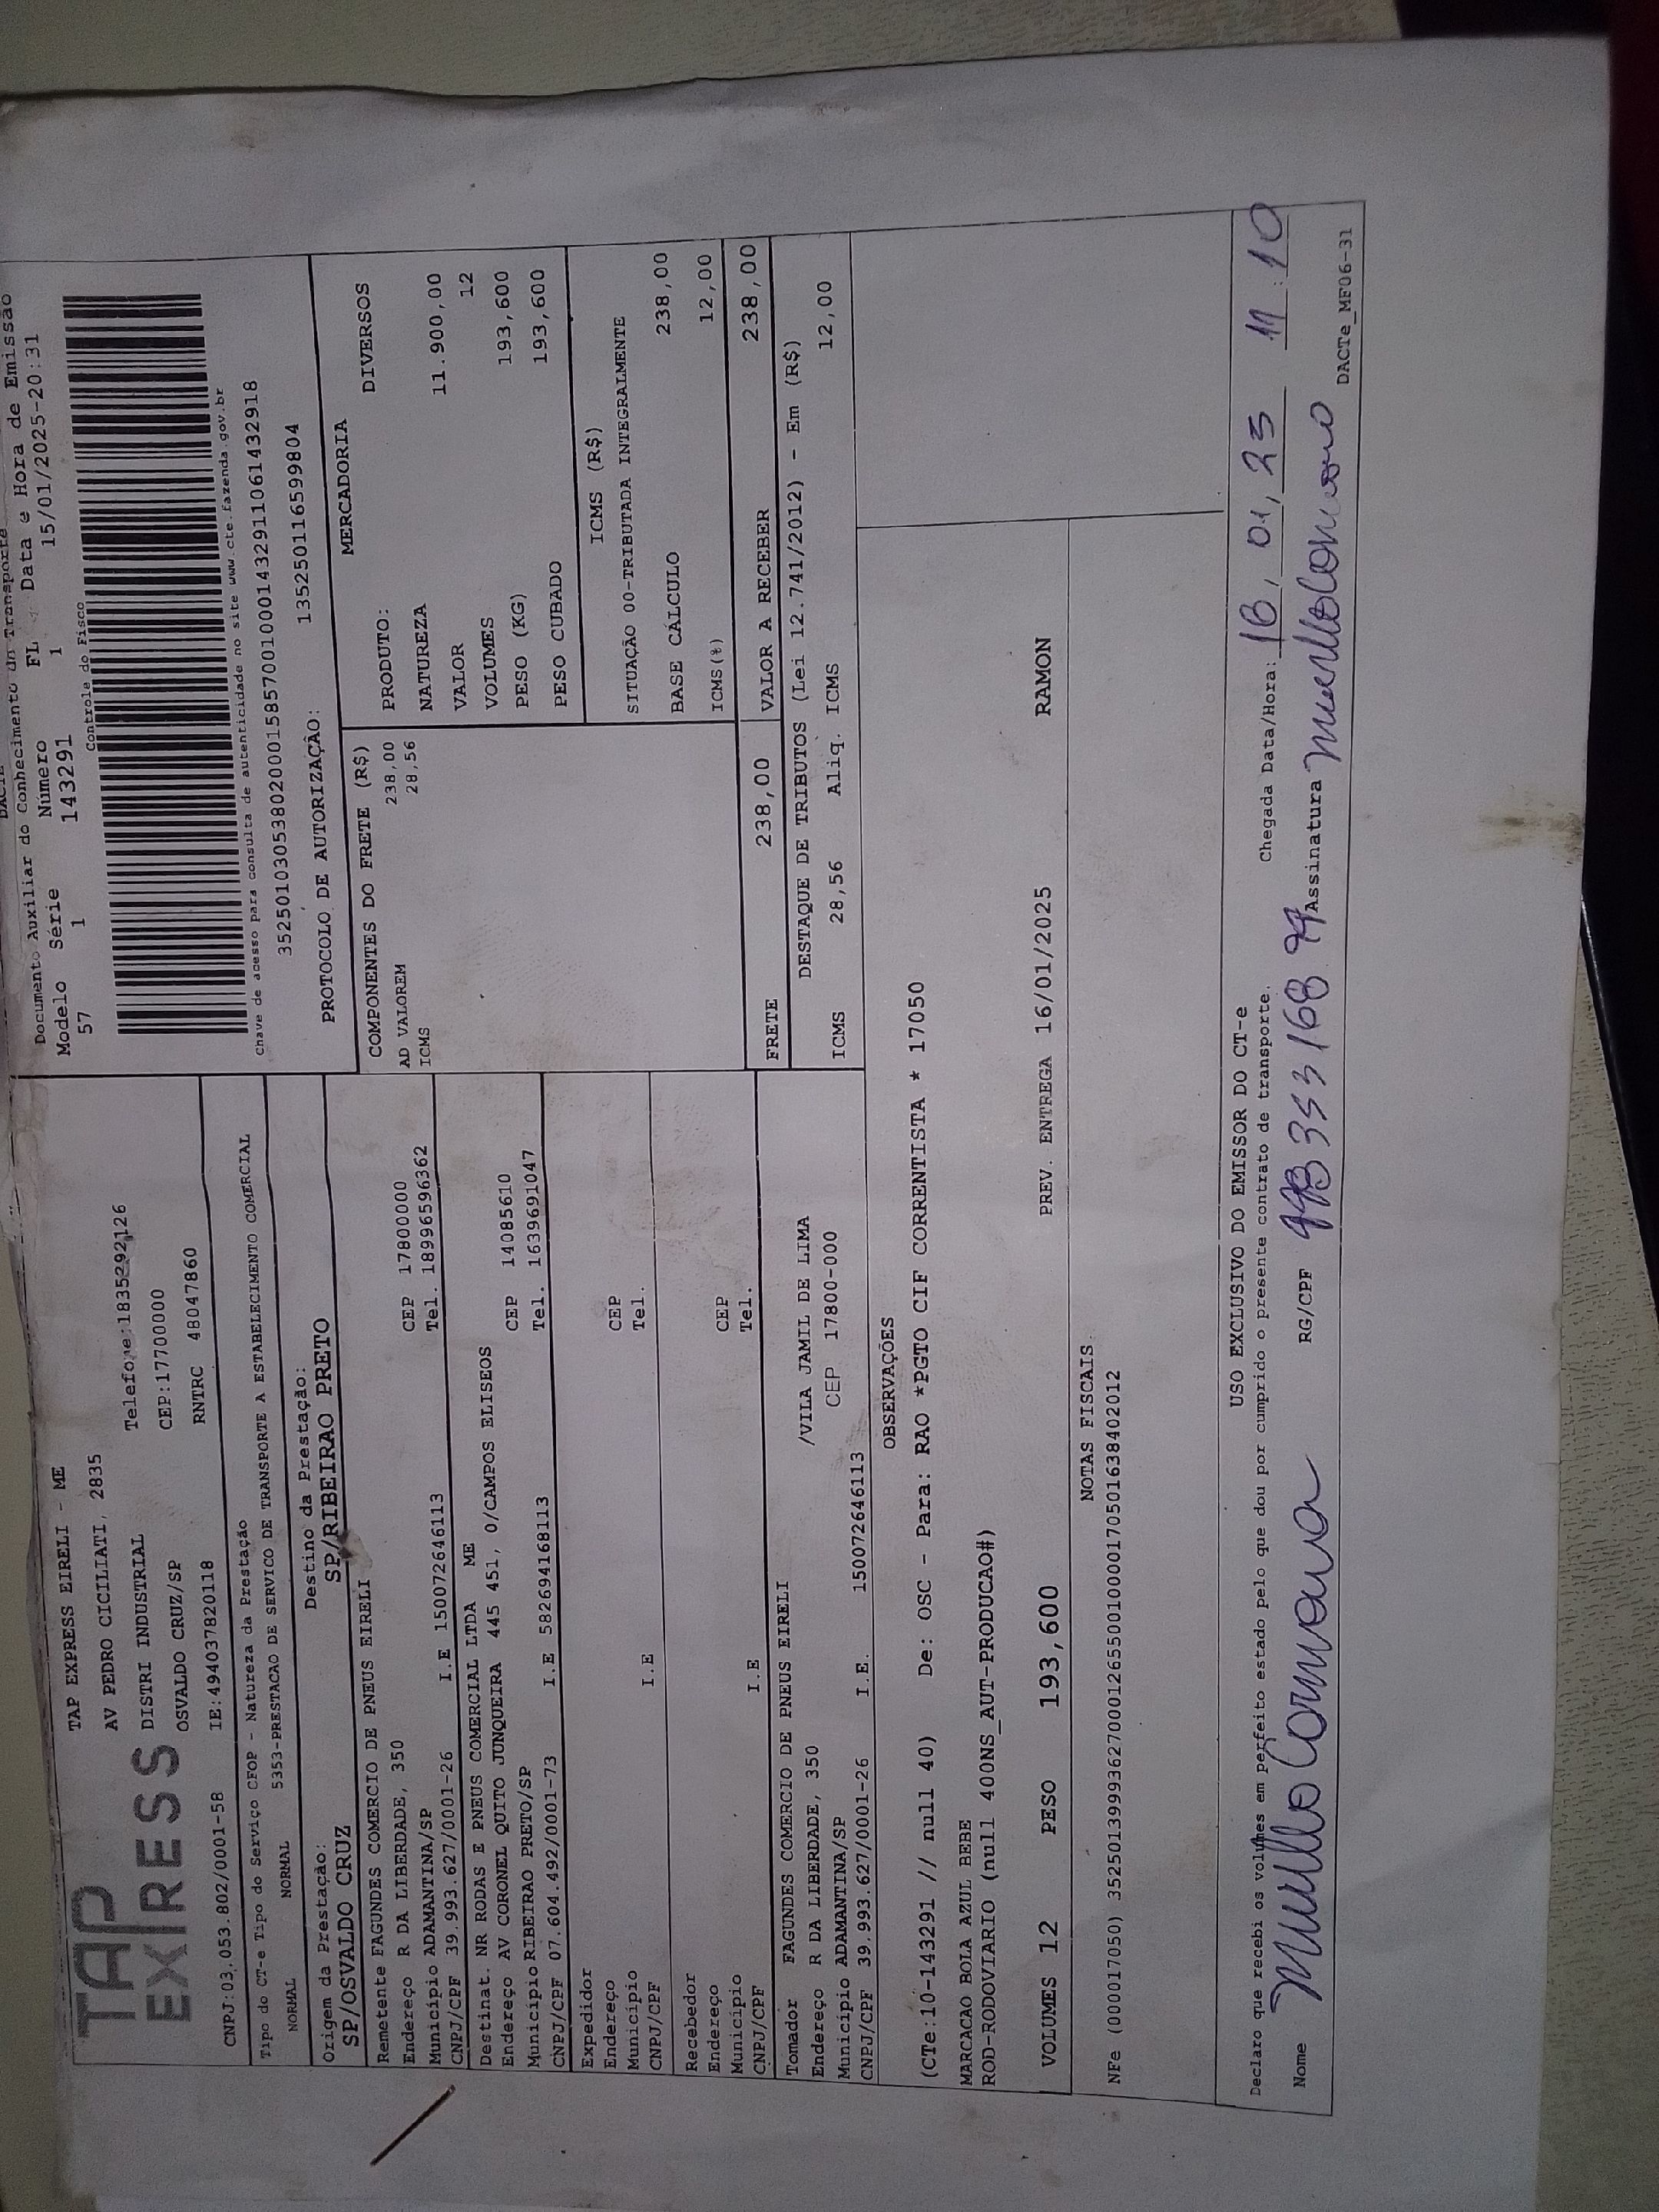 TAP
EXPRESS
TAP EXPRESS EIRELI - ME
AV PEDRO CICILIATI, 2835
Telefone:1835292126
DISTRI INDUSTRIAL
CEP:17700000
OSVALDO CRUZ/SP
RNTRC 48047860
CNPJ:03.053.802/0001-58
IE:494037820118
Documento Auxiliar do Conhecimento do Transporte
Modelo Série Número FL Data e Hora de Emissão
57 1 143291 1 15/01/2025-20:31
Controle do Fisco
Chave de acesso para consulta de autenticidade no site www.cte.fazenda.gov.br
35250103053802000158570010001432911061432918
PROTOCOLO DE AUTORIZAÇÃO: 135250116599804
Tipo do CT-e Tipo do Serviço CFOP - Natureza da Prestação
NORMAL NORMAL 5353-PRESTACAO DE SERVICO DE TRANSPORTE A ESTABELECIMENTO COMERCIAL
Origem da Prestação: Destino da Prestação:
SP/OSVALDO CRUZ SP/RIBEIRAO PRETO
Remetente FAGUNDES COMERCIO DE PNEUS EIRELI
Endereço R DA LIBERDADE, 350 CEP 17800000
Município ADAMANTINA/SP Tel. 18996596362
CNPJ/CPF 39.993.627/0001-26 I.E 150072646113
Destinat. NR RODAS E PNEUS COMERCIAL LTDA ME
Endereço AV CORONEL QUITO JUNQUEIRA 445 451, 0/CAMPOS ELISEOS CEP 14085610
Município RIBEIRAO PRETO/SP Tel. 1639691047
CNPJ/CPF 07.604.492/0001-73 I.E 582694168113
Expedidor
Endereço CEP
Município Tel.
CNPJ/CPF I.E
Recebedor
Endereço CEP
Município Tel.
CNPJ/CPF I.E
Tomador FAGUNDES COMERCIO DE PNEUS EIRELI
Endereço R DA LIBERDADE, 350 /VILA JAMIL DE LIMA
Município ADAMANTINA/SP CEP 17800-000
CNPJ/CPF 39.993.627/0001-26 I.E. 150072646113
COMPONENTES DO FRETE (R$)
AD VALOREM 238,00
ICMS 28,56
MERCADORIA
PRODUTO: DIVERSOS
NATUREZA
VALOR 11.900,00
VOLUMES 12
PESO (KG) 193,600
PESO CUBADO 193,600
ICMS (R$)
SITUAÇÃO 00-TRIBUTADA INTEGRALMENTE
BASE CÁLCULO 238,00
ICMS(%) 12,00
FRETE 238,00 VALOR A RECEBER 238,00
DESTAQUE DE TRIBUTOS (Lei 12.741/2012) - Em (R$)
ICMS 28,56 Aliq. ICMS 12,00
OBSERVAÇÕES
(CTe:10-143291 // null 40) De: OSC - Para: RAO *PGTO CIF CORRENTISTA * 17050
MARCACAO BOLA AZUL BEBE
ROD-RODOVIARIO (null 400NS_AUT-PRODUCAO#)
VOLUMES 12 PESO 193,600 PREV. ENTREGA 16/01/2025 RAMON
NOTAS FISCAIS
NFe (000017050) 35250139993627000126550010000170501638402012
USO EXCLUSIVO DO EMISSOR DO CT-e
Declaro que recebi os volumes em perfeito estado pelo que dou por cumprido o presente contrato de transporte. Chegada Data/Hora: 16, 01, 25 11:10
Nome RG/CPF Assinatura
DACTe_MF06-31